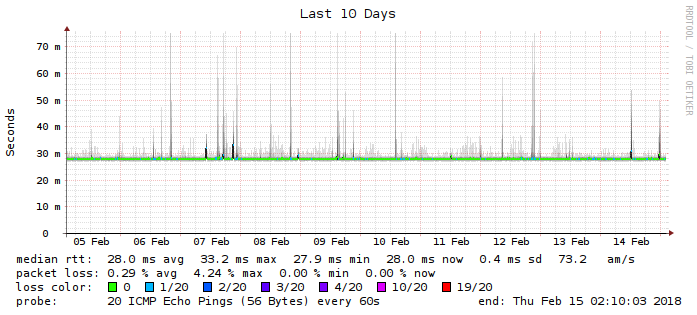 Last 10 Days
RRDTOOL / TOBI OETIKER
Seconds
70 m
60 m
50 m
40 m
30 m
20 m
10 m
0
05 Feb 06 Feb 07 Feb 08 Feb 09 Feb 10 Feb 11 Feb 12 Feb 13 Feb 14 Feb
median rtt: 28.0 ms avg 33.2 ms max 27.9 ms min 28.0 ms now 0.4 ms sd 73.2 am/s
packet loss: 0.29 % avg 4.24 % max 0.00 % min 0.00 % now
loss color: 0 1/20 2/20 3/20 4/20 10/20 19/20
probe: 20 ICMP Echo Pings (56 Bytes) every 60s end: Thu Feb 15 02:10:03 2018